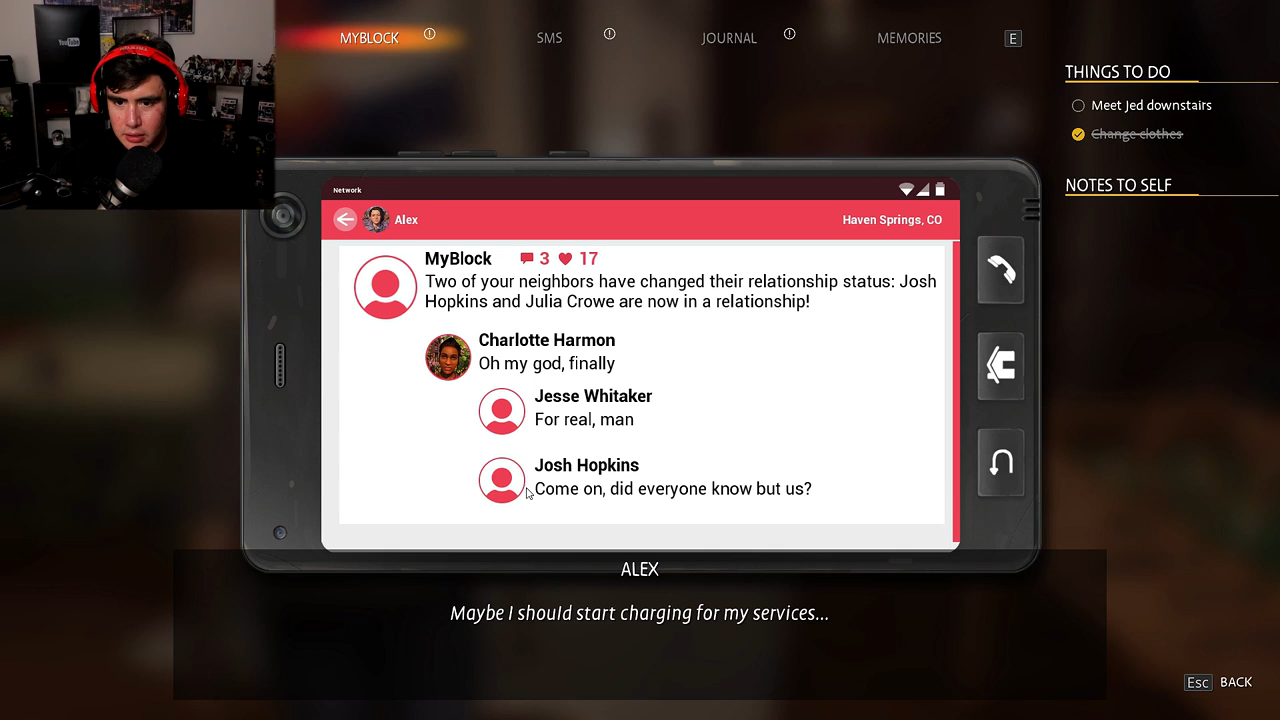 MYBLOCK
SMS
JOURNAL
MEMORIES
E
YouTube
THINGS TO DO
Meet Jed downstairs
Change clothes
NOTES TO SELF
Network
Alex
Haven Springs, CO
MyBlock 3 17
Two of your neighbors have changed their relationship status: Josh
Hopkins and Julia Crowe are now in a relationship!
Charlotte Harmon
Oh my god, finally
Jesse Whitaker
For real, man
Josh Hopkins
Come on, did everyone know but us?
ALEX
Maybe I should start charging for my services...
Esc BACK